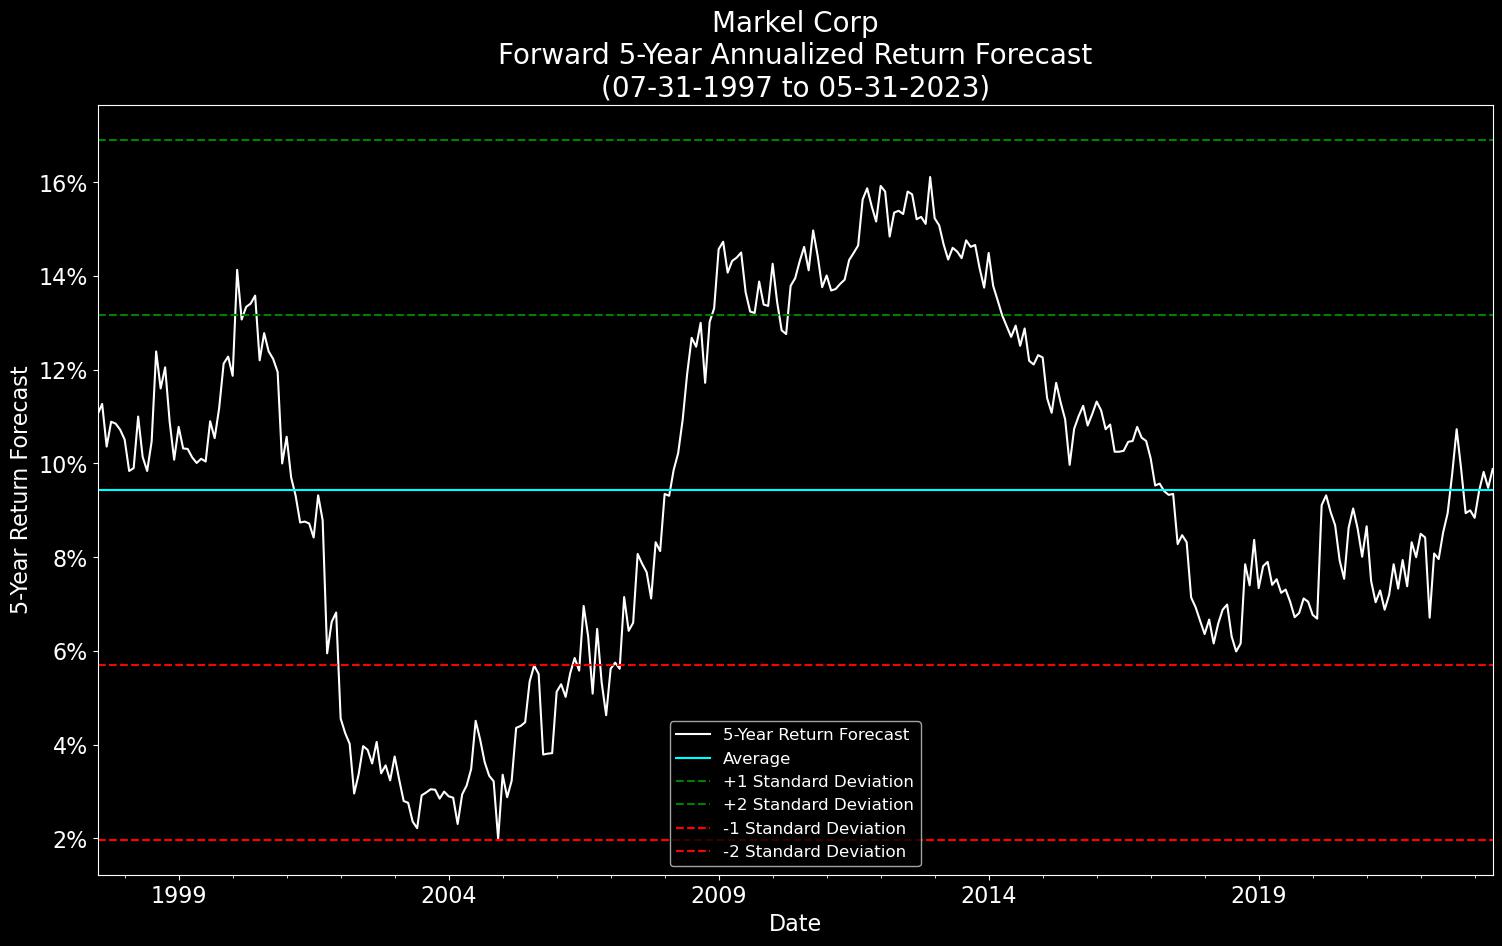 Markel Corp
Forward 5-Year Annualized Return Forecast
(07-31-1997 to 05-31-2023)
5-Year Return Forecast
16%
14%
12%
10%
8%
6%
4%
2%
5-Year Return Forecast
Average
+1 Standard Deviation
+2 Standard Deviation
-1 Standard Deviation
-2 Standard Deviation
1999 2004 2009 2014 2019
Date